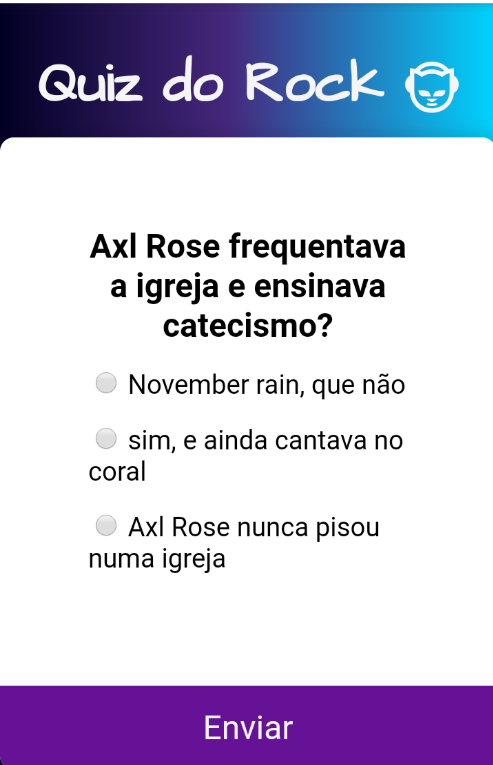 Quiz do Rock
Axl Rose frequentava
a igreja e ensinava
catecismo?
November rain, que não
sim, e ainda cantava no
coral
Axl Rose nunca pisou
numa igreja
Enviar